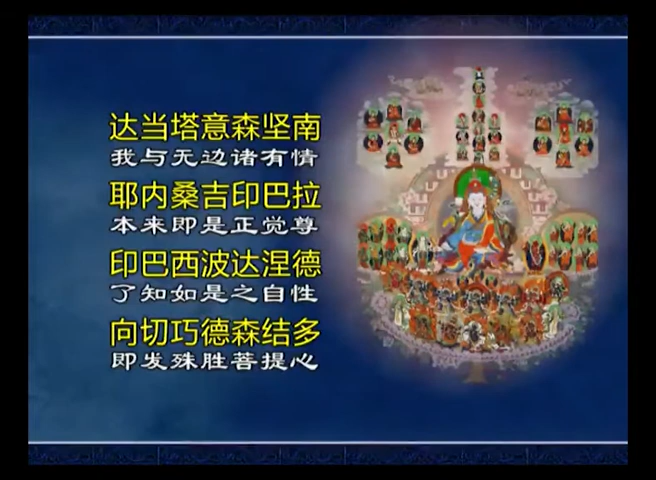 达当塔意森坚南
我与无边诸有情
耶内桑吉印巴拉
本来即是正觉尊
印巴西波达涅德
了知如是之自性
向切巧德森结多
即发殊胜菩提心